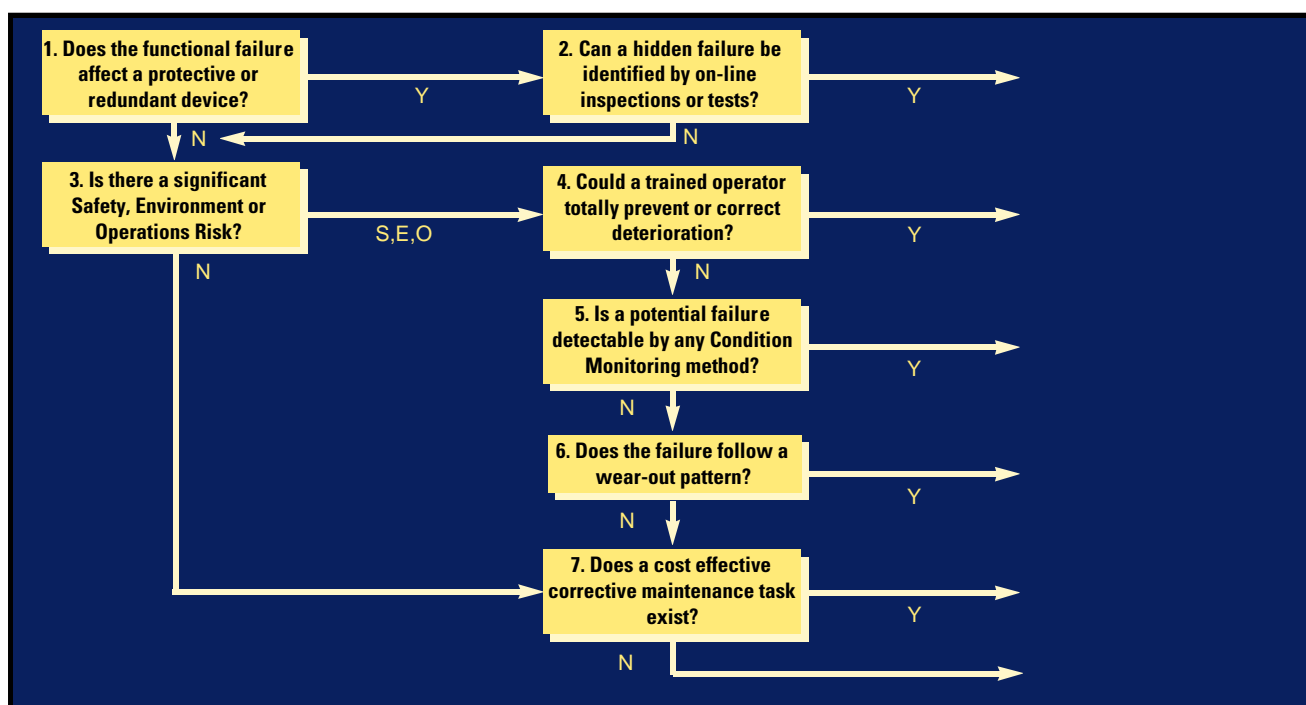 1. Does the functional failure
affect a protective or
redundant device?
Y
2. Can a hidden failure be
identified by on-line
inspections or tests?
Y
N
N
3. Is there a significant
Safety, Environment or
Operations Risk?
S,E,O
4. Could a trained operator
totally prevent or correct
deterioration?
Y
N
N
5. Is a potential failure
detectable by any Condition
Monitoring method?
Y
N
6. Does the failure follow a
wear-out pattern?
Y
N
7. Does a cost effective
corrective maintenance task
exist?
Y
N